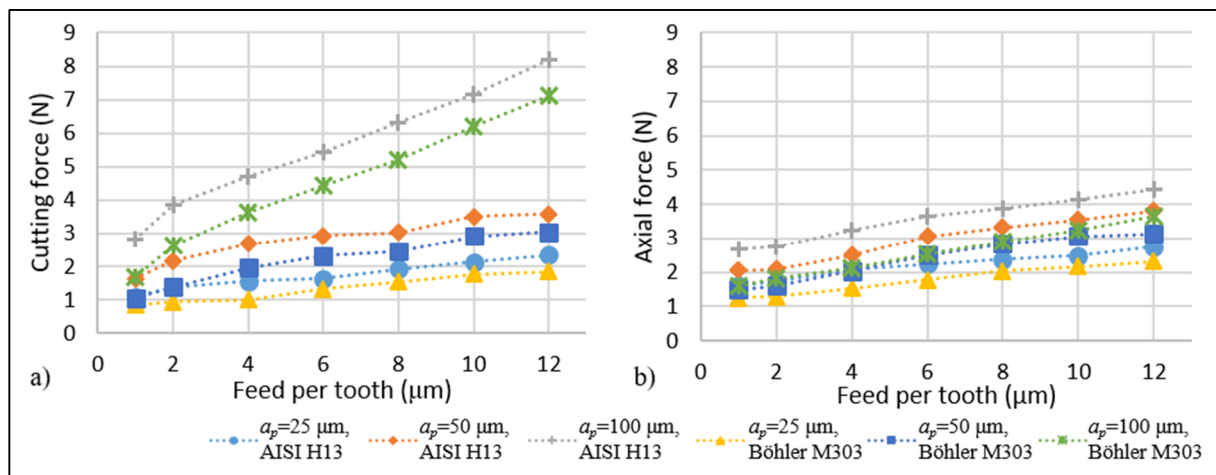 9
8
7
6
5
4
3
2
1
0
Cutting force (N)
0 2 4 6 8 10 12
a) Feed per tooth (μm)
9
8
7
6
5
4
3
2
1
0
Axial force (N)
0 2 4 6 8 10 12
b) Feed per tooth (μm)
ap=25 μm, AISI H13
ap=50 μm, AISI H13
ap=100 μm, AISI H13
ap=25 μm, Böhler M303
ap=50 μm, Böhler M303
ap=100 μm, Böhler M303